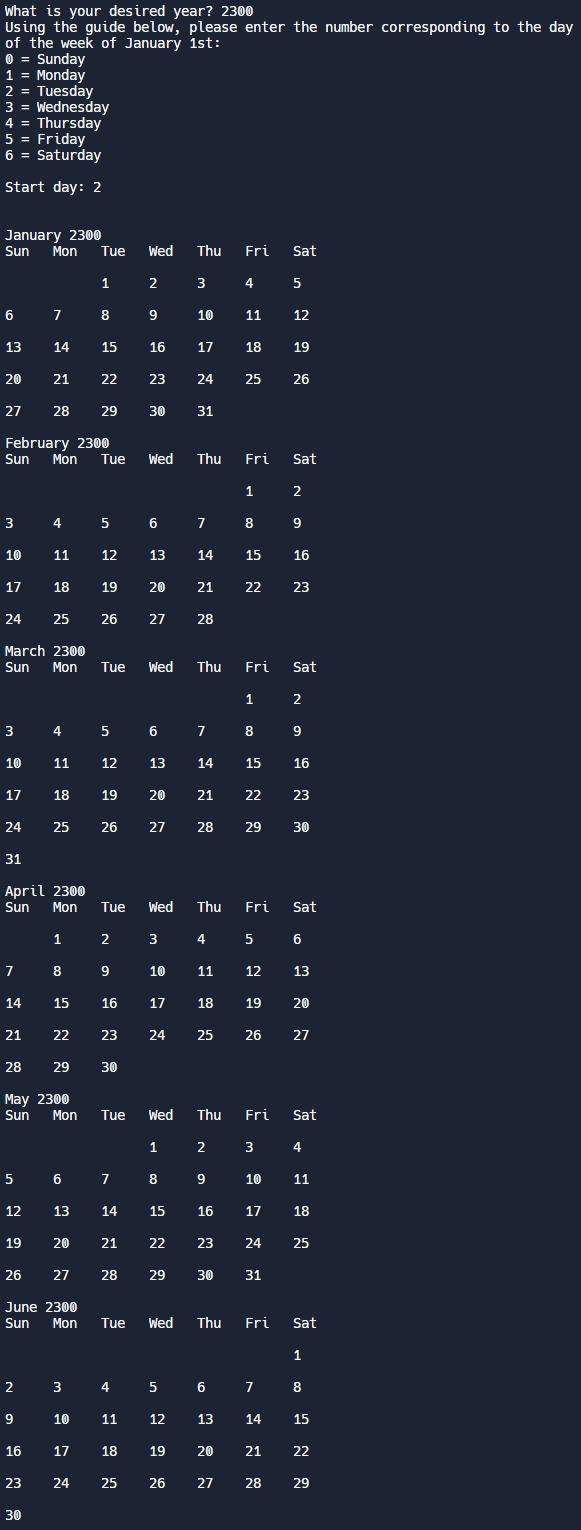 What is your desired year? 2300
Using the guide below, please enter the number corresponding to the day
of the week of January 1st:
0 = Sunday
1 = Monday
2 = Tuesday
3 = Wednesday
4 = Thursday
5 = Friday
6 = Saturday

Start day: 2

January 2300
Sun   Mon   Tue   Wed   Thu   Fri   Sat
            1     2     3     4     5
6     7     8     9     10    11    12
13    14    15    16    17    18    19
20    21    22    23    24    25    26
27    28    29    30    31
February 2300
Sun   Mon   Tue   Wed   Thu   Fri   Sat
                              1     2
3     4     5     6     7     8     9
10    11    12    13    14    15    16
17    18    19    20    21    22    23
24    25    26    27    28
March 2300
Sun   Mon   Tue   Wed   Thu   Fri   Sat
                              1     2
3     4     5     6     7     8     9
10    11    12    13    14    15    16
17    18    19    20    21    22    23
24    25    26    27    28    29    30
31
April 2300
Sun   Mon   Tue   Wed   Thu   Fri   Sat
      1     2     3     4     5     6
7     8     9     10    11    12    13
14    15    16    17    18    19    20
21    22    23    24    25    26    27
28    29    30
May 2300
Sun   Mon   Tue   Wed   Thu   Fri   Sat
                  1     2     3     4
5     6     7     8     9     10    11
12    13    14    15    16    17    18
19    20    21    22    23    24    25
26    27    28    29    30    31
June 2300
Sun   Mon   Tue   Wed   Thu   Fri   Sat
                                    1
2     3     4     5     6     7     8
9     10    11    12    13    14    15
16    17    18    19    20    21    22
23    24    25    26    27    28    29
30